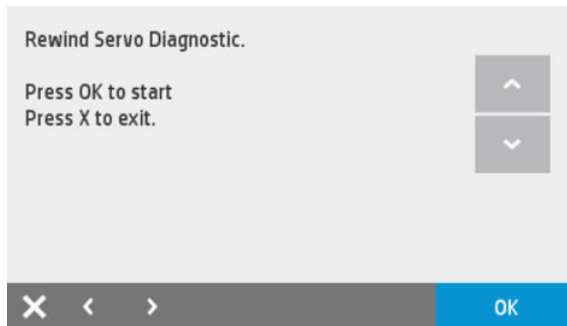 Rewind Servo Diagnostic.
Press OK to start
Press X to exit.
OK